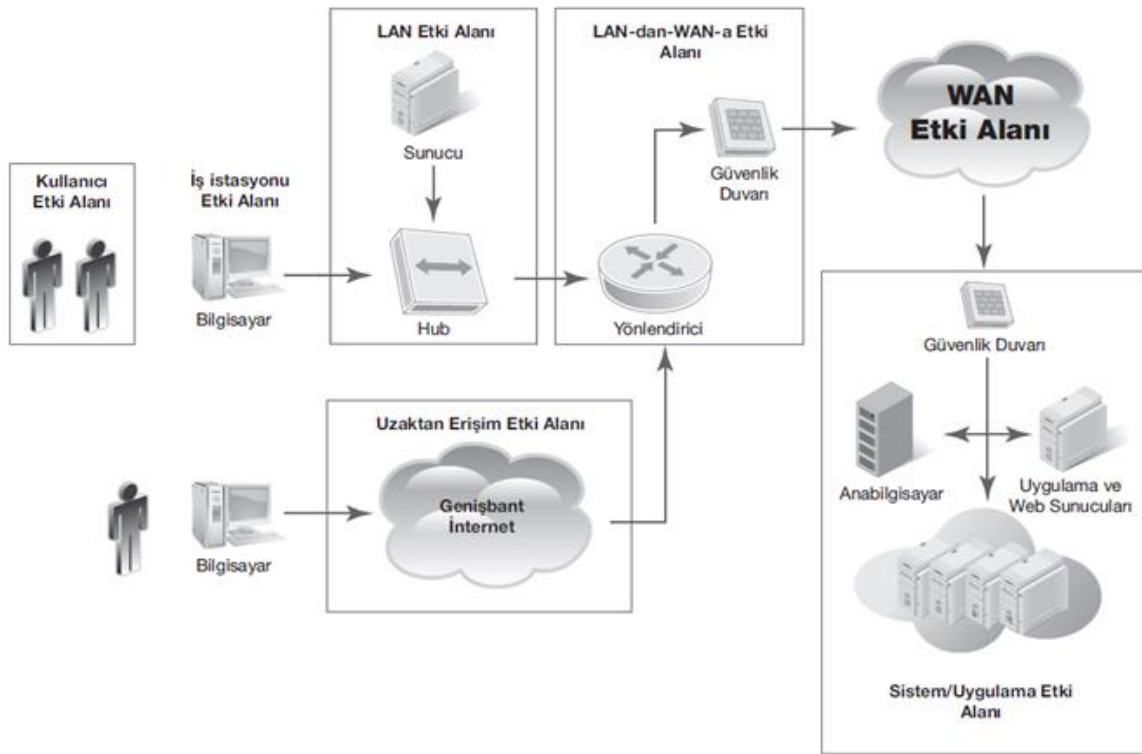 LAN Etki Alanı
Sunucu
Hub
LAN-dan-WAN-a Etki
Alanı
Güvenlik
Duvarı
Yönlendirici
WAN
Etki Alanı
Kullanıcı
Etki Alanı
İş istasyonu
Etki Alanı
Bilgisayar
Uzaktan Erişim Etki Alanı
Genişbant
İnternet
Bilgisayar
Güvenlik Duvarı
Anabilgisayar
Uygulama ve
Web Sunucuları
Sistem/Uygulama Etki
Alanı